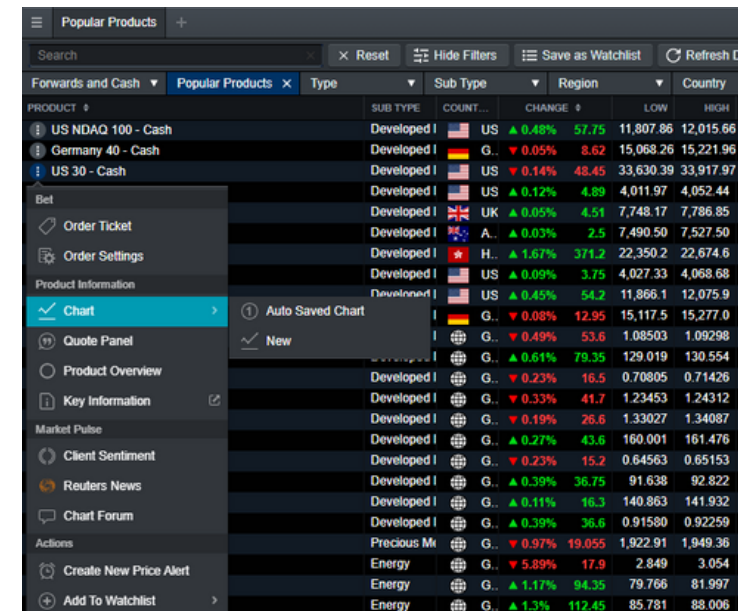 Popular Products +
Search × × Reset Hide Filters Save as Watchlist Refresh D
Forwards and Cash ▼ Popular Products × Type ▼ Sub Type ▼ Region ▼ Country
PRODUCT SUB TYPE COUNT... CHANGE LOW HIGH
US NDAQ 100 - Cash Developed US ▲ 0.48% 57.75 11,807.86 12,015.66
Germany 40 - Cash Developed G.. ▼ 0.05% 8.62 15,068.26 15,221.96
US 30 - Cash Developed US ▼ 0.14% 48.45 33,630.39 33,917.97
Developed US ▲ 0.12% 4.89 4,011.97 4,052.44
Bet
Developed UK ▲ 0.05% 4.51 7,748.17 7,786.85
Order Ticket
Developed A.. ▲ 0.03% 2.5 7,490.50 7,527.50
Order Settings
Developed H.. ▲ 1.67% 371.2 22,350.2 22,674.6
Developed US ▲ 0.09% 3.75 4,027.33 4,068.68
Product Information
Developed US ▲ 0.45% 54.2 11,866.1 12,075.9
Chart > 1 Auto Saved Chart
G.. ▼ 0.08% 12.95 15,117.5 15,277.0
Quote Panel New
G.. ▼ 0.49% 53.6 1.08503 1.09298
G.. ▲ 0.61% 79.35 129.019 130.554
Product Overview
Developed G.. ▼ 0.23% 16.5 0.70805 0.71426
Key Information
Developed G.. ▼ 0.33% 41.7 1.23453 1.24312
Developed G.. ▼ 0.19% 26.6 1.33027 1.34087
Market Pulse
Developed G.. ▲ 0.27% 43.6 160.001 161.476
Client Sentiment
Developed G.. ▼ 0.23% 15.2 0.64563 0.65153
Reuters News
Developed G.. ▲ 0.39% 36.75 91.638 92.822
Developed G.. ▲ 0.11% 16.3 140.863 141.932
Chart Forum
Developed G.. ▲ 0.39% 36.6 0.91580 0.92259
Actions
Precious Me G.. ▼ 0.97% 19.055 1,922.91 1,949.36
Create New Price Alert
Energy G.. ▼ 5.89% 17.9 2.849 3.054
Energy G.. ▲ 1.17% 94.35 79.766 81.997
Add To Watchlist >
Energy G.. ▲ 1.3% 112.45 85.781 88.006